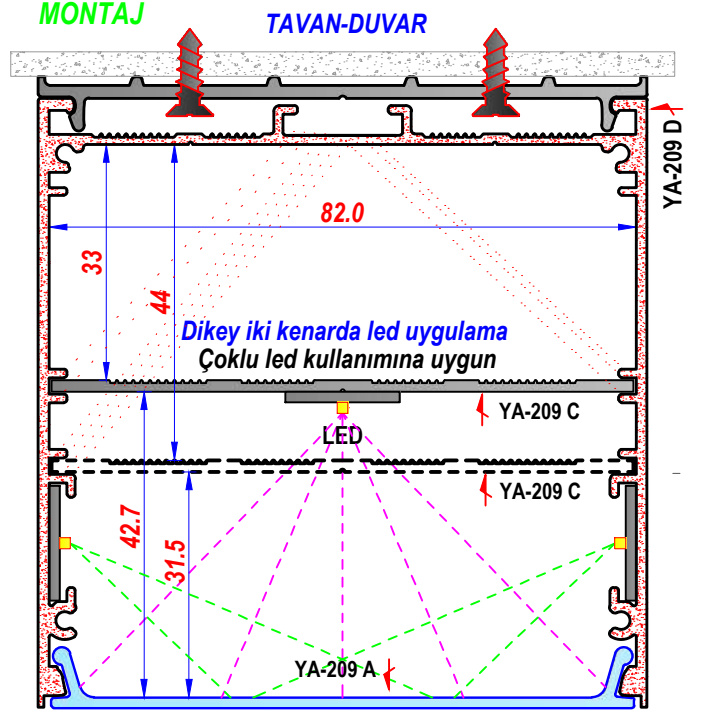 MONTAJ
TAVAN-DUVAR
YA-209 D
82.0
33
44
Dikey iki kenarda led uygulama
Çoklu led kullanımına uygun
YA-209 C
LED
YA-209 C
42.7
31.5
YA-209 A